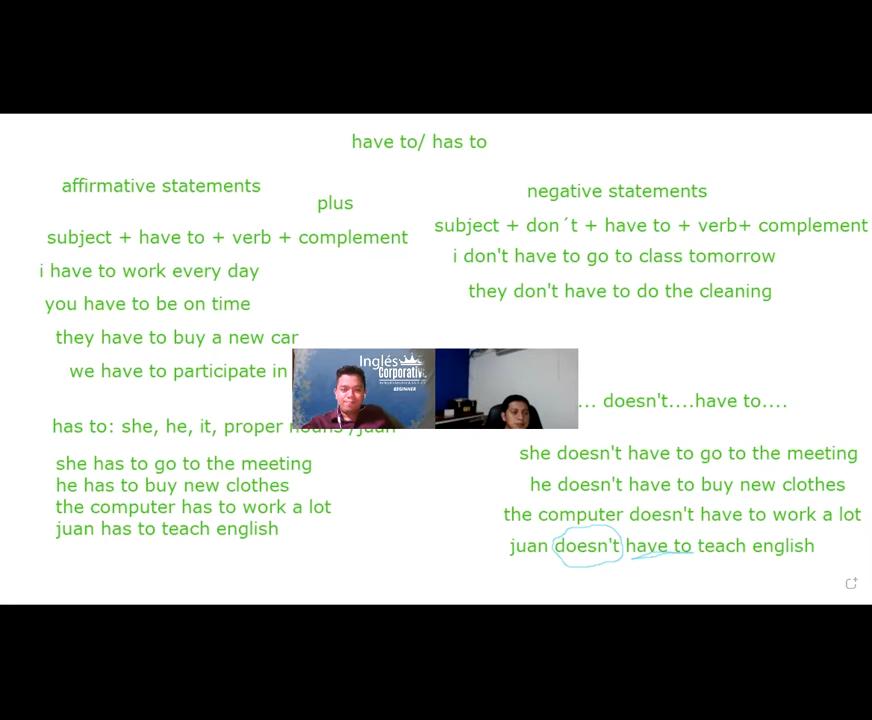 have to/ has to
affirmative statements
plus
subject + have to + verb + complement
i have to work every day
you have to be on time
they have to buy a new car
we have to participate in
has to: she, he, it, proper nouns /juan
she has to go to the meeting
he has to buy new clothes
the computer has to work a lot
juan has to teach english
negative statements
subject + don´t + have to + verb+ complement
i don't have to go to class tomorrow
they don't have to do the cleaning
... doesn't....have to....
she doesn't have to go to the meeting
he doesn't have to buy new clothes
the computer doesn't have to work a lot
juan doesn't have to teach english
Inglés
Corporativo
BEGINNER